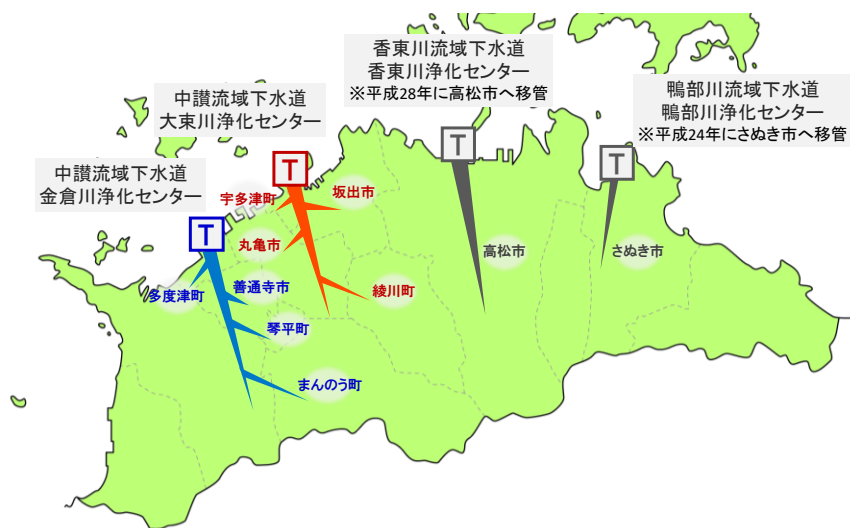 香東川流域下水道
香東川浄化センター
※平成28年に高松市へ移管
鴨部川流域下水道
鴨部川浄化センター
※平成24年にさぬき市へ移管
中讃流域下水道
大東川浄化センター
中讃流域下水道
金倉川浄化センター
T
T
T
T
宇多津町
坂出市
丸亀市
高松市
さぬき市
多度津町
善通寺市
綾川町
琴平町
まんのう町